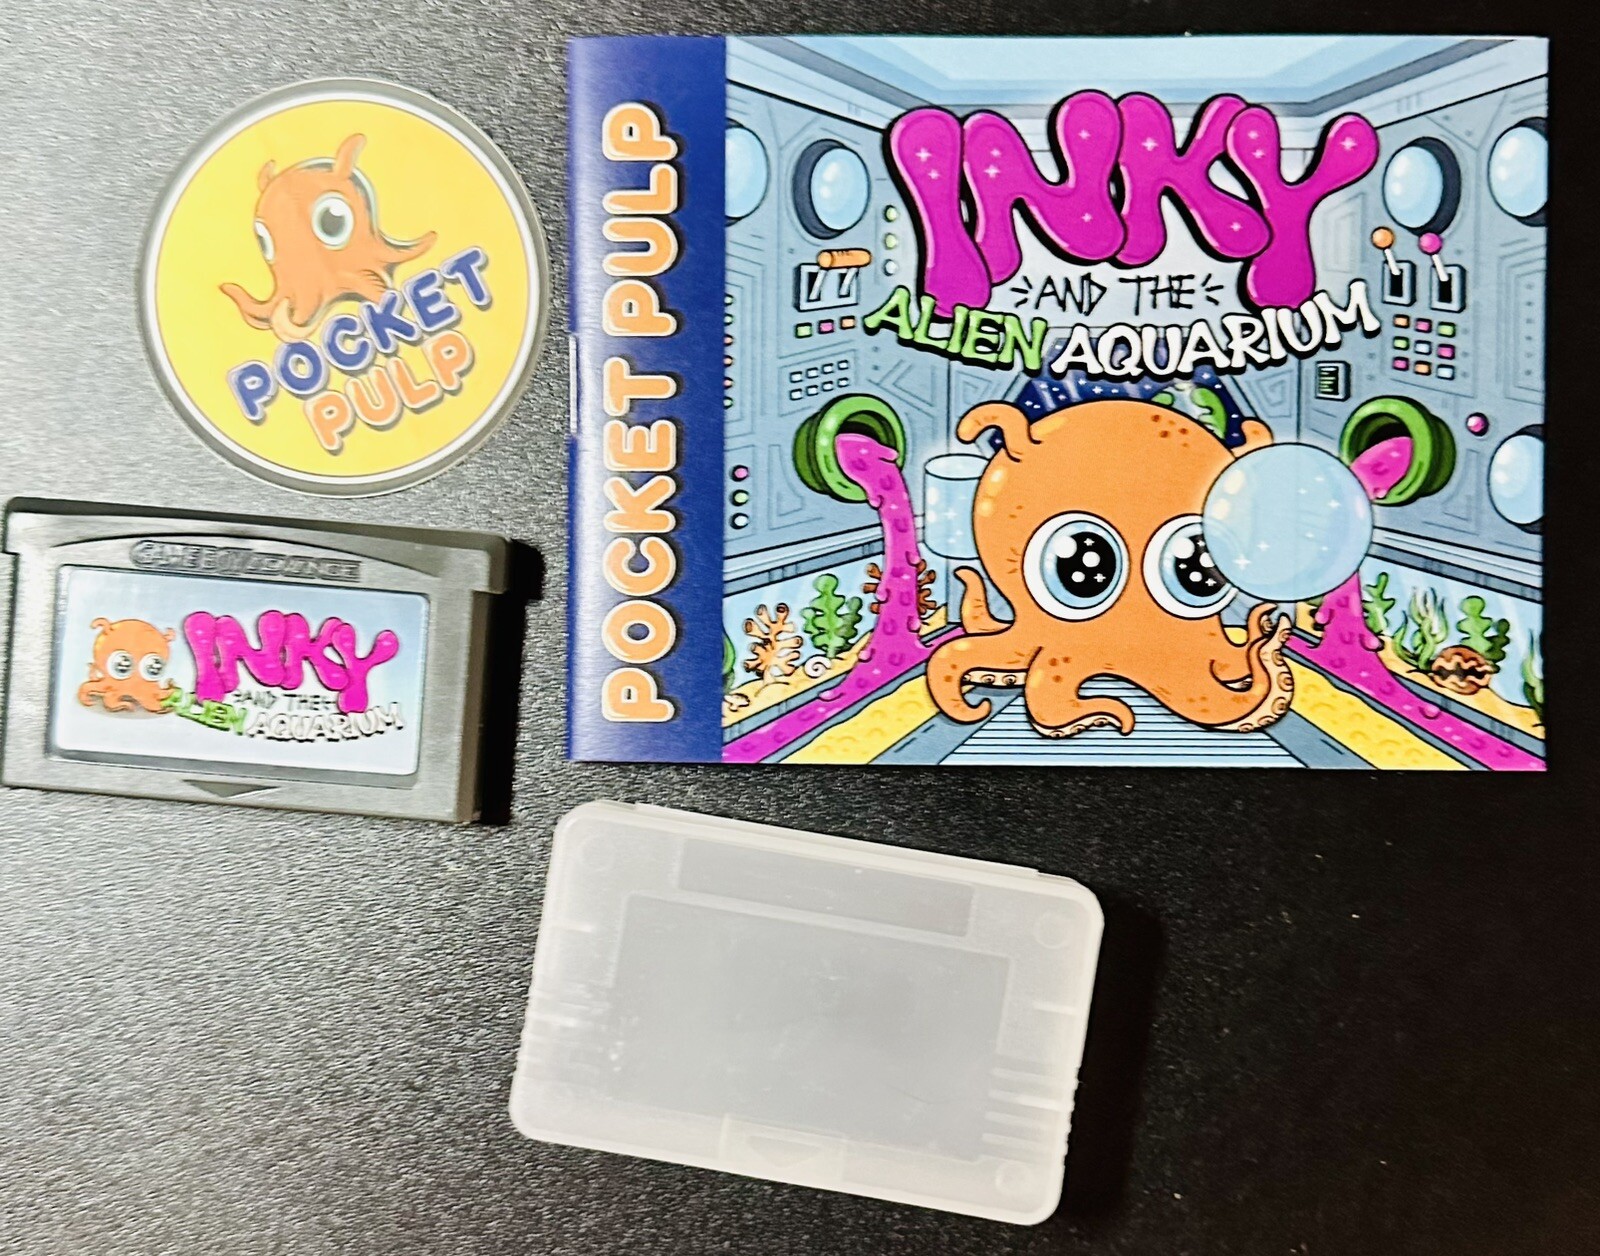 POCKET
PULP
POCKET PULP
INKY
AND THE
ALIEN AQUARIUM
GAME BOY ADVANCE
INKY
AND THE
ALIEN AQUARIUM